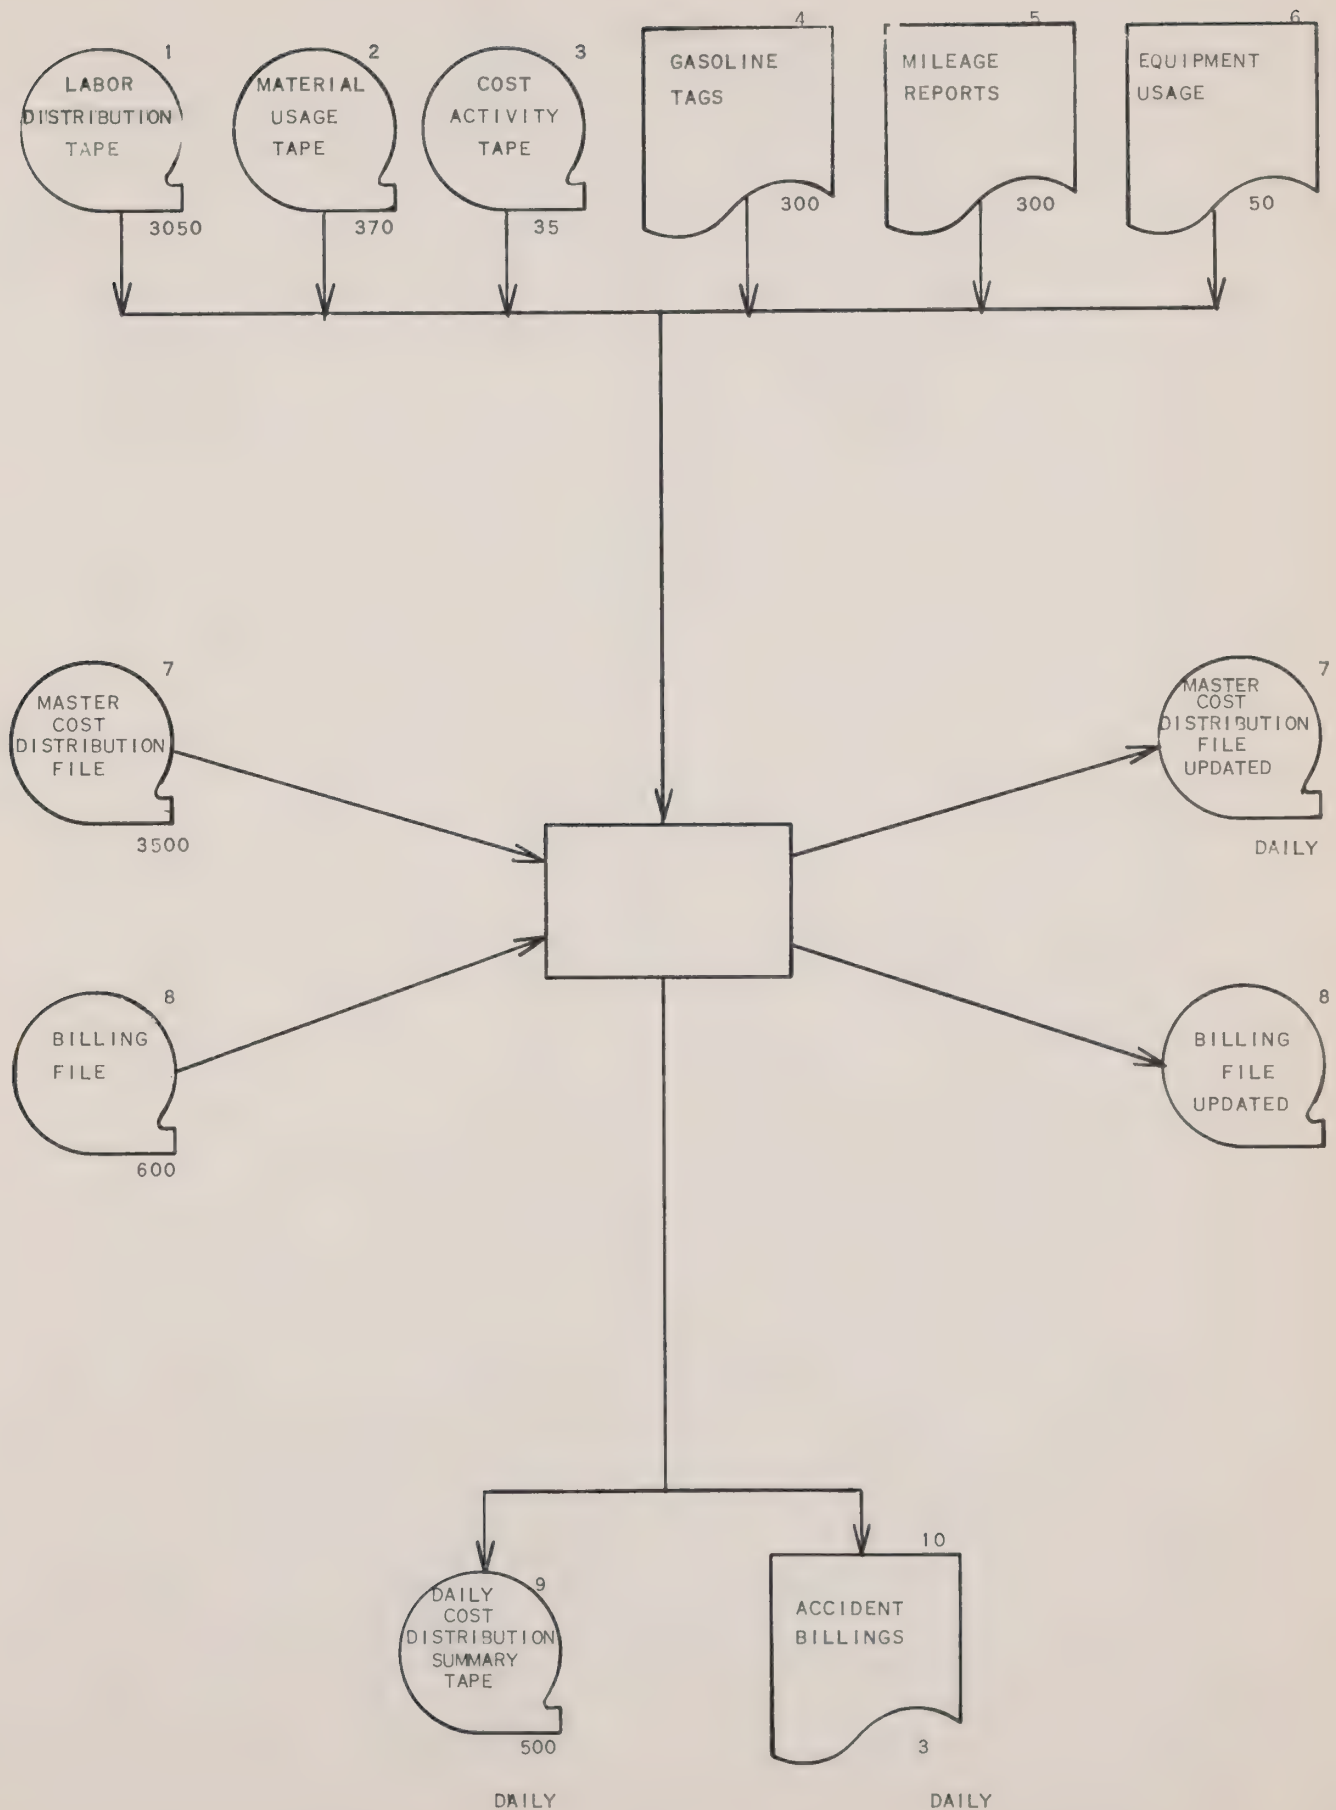 1
LABOR
DISTRIBUTION
TAPE
3050
2
MATERIAL
USAGE
TAPE
370
3
COST
ACTIVITY
TAPE
35
4
GASOLINE
TAGS
300
5
MILEAGE
REPORTS
300
6
EQUIPMENT
USAGE
50
7
MASTER
COST
DISTRIBUTION
FILE
3500
7
MASTER
COST
DISTRIBUTION
FILE
UPDATED
DAILY
8
BILLING
FILE
600
8
BILLING
FILE
UPDATED
9
DAILY
COST
DISTRIBUTION
SUMMARY
TAPE
500
DAILY
10
ACCIDENT
BILLINGS
3
DAILY